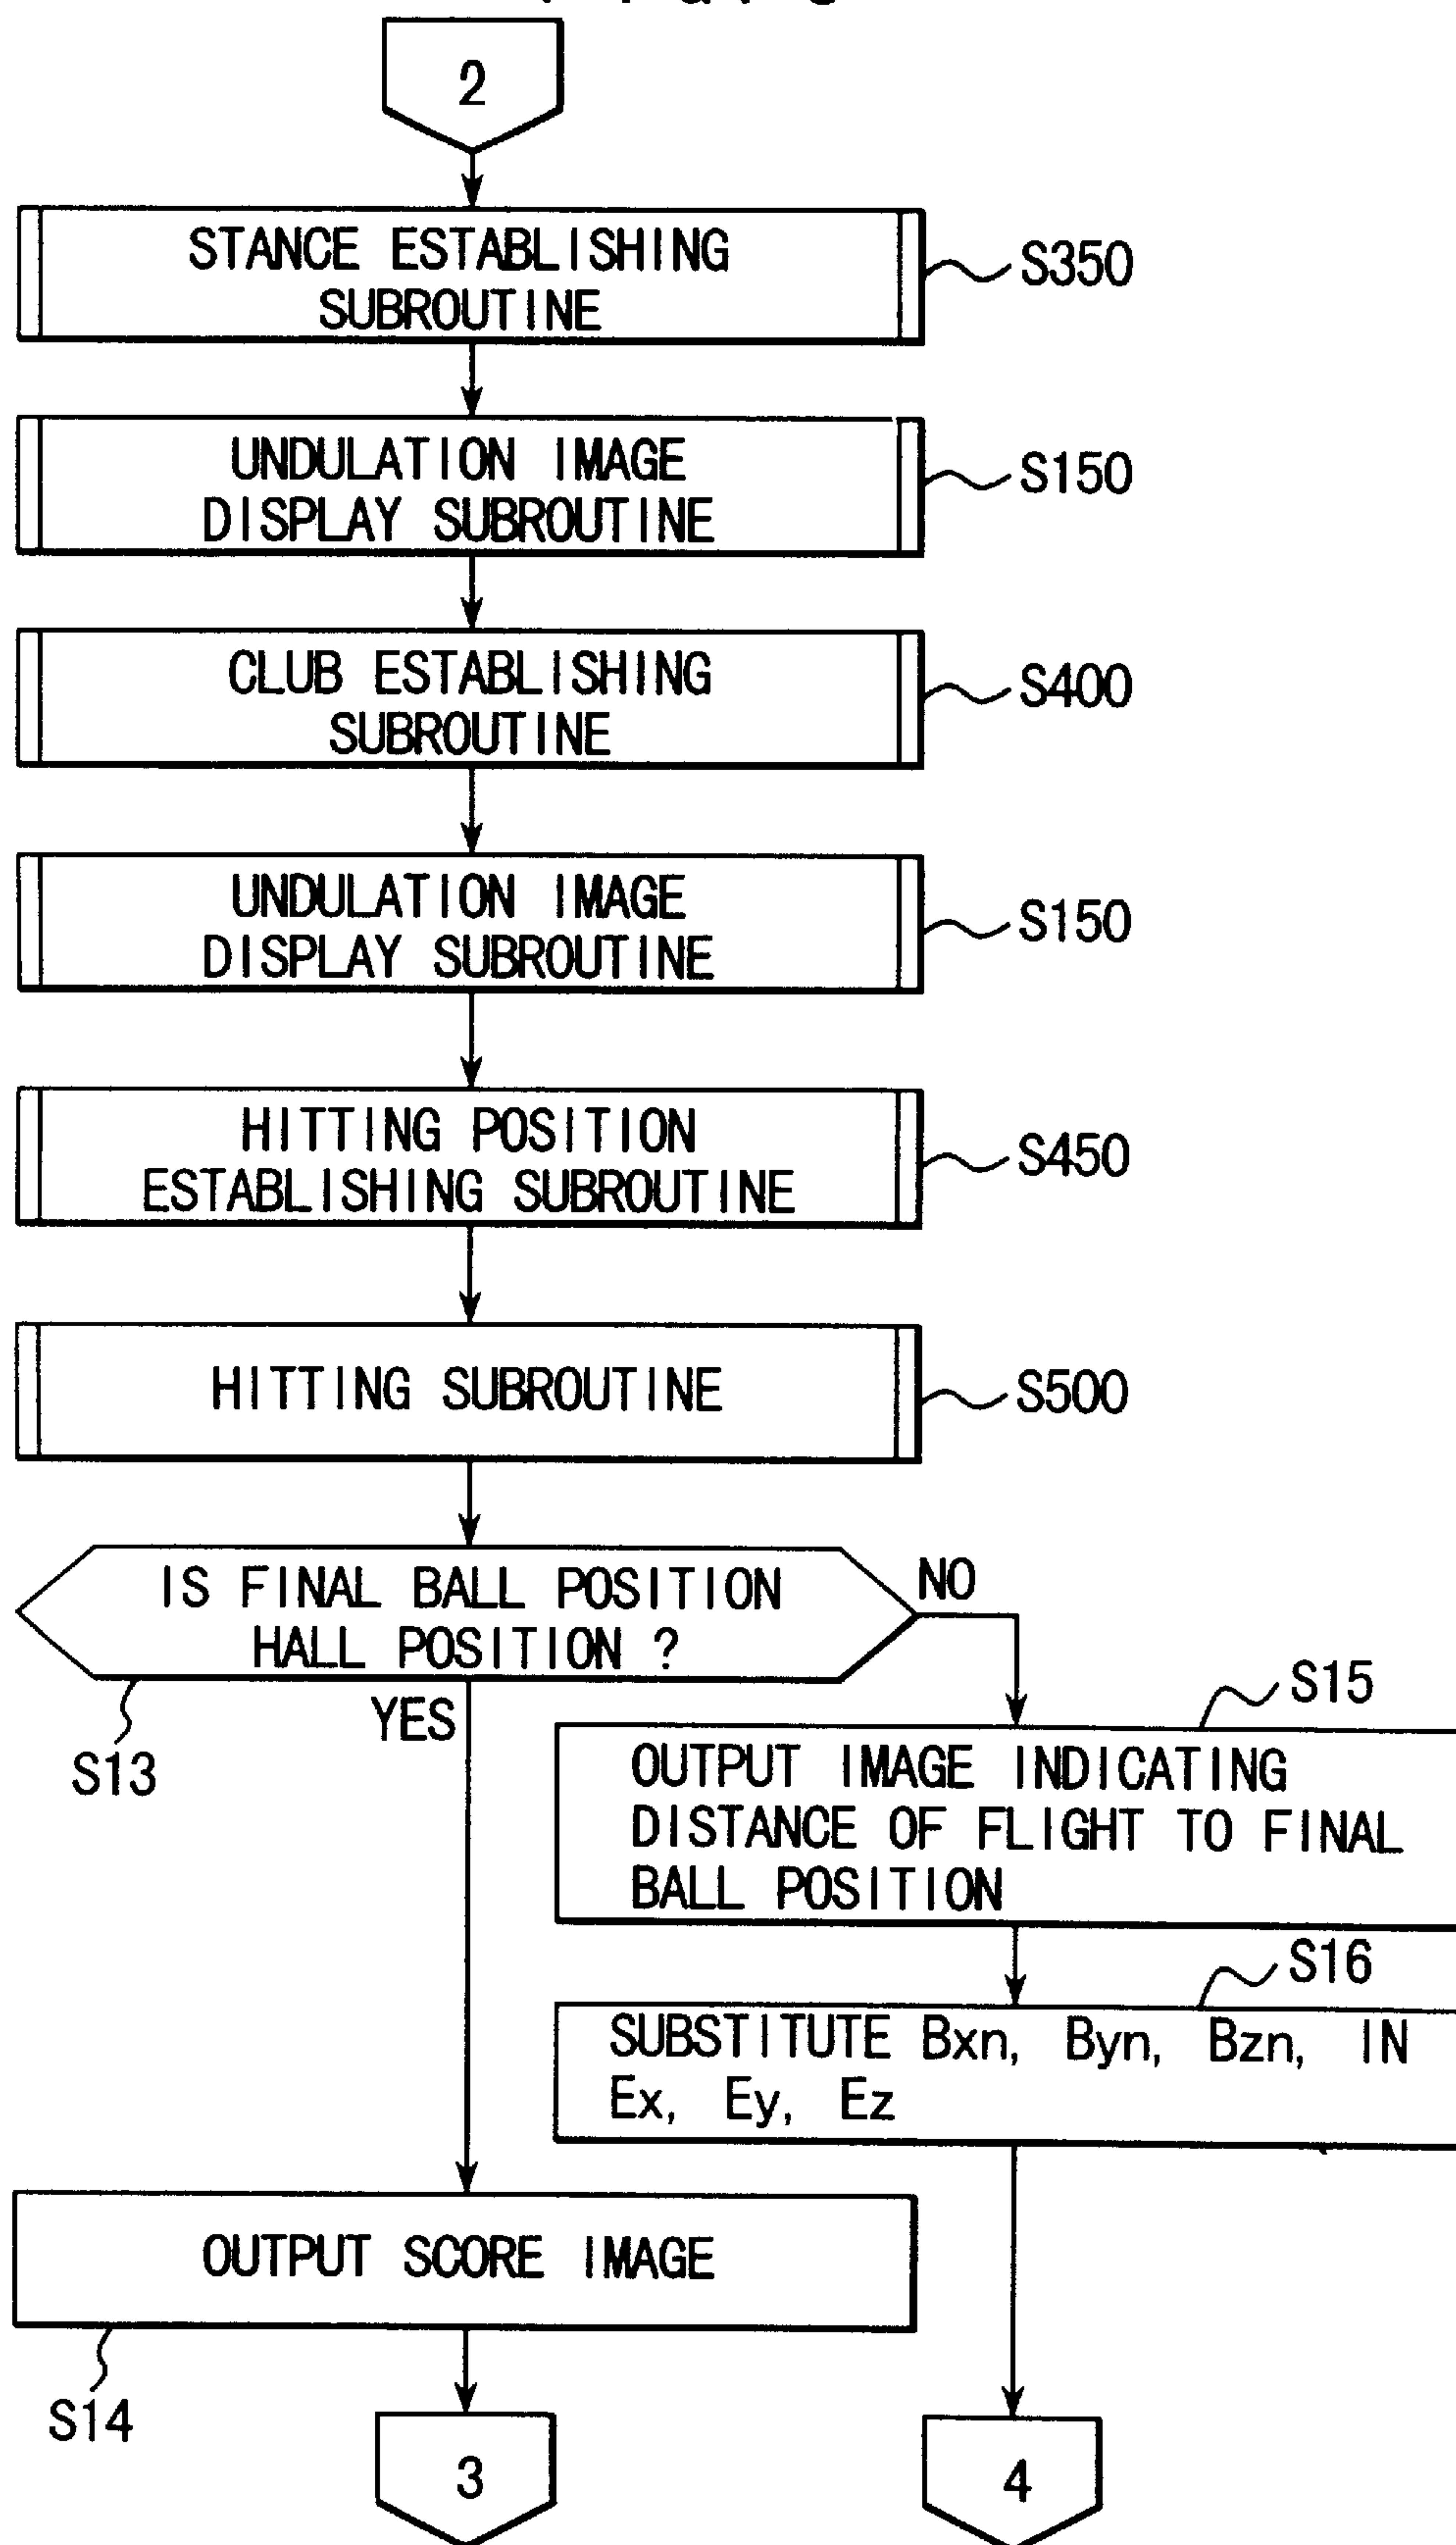 2
STANCE ESTABLISHING
SUBROUTINE
S350
UNDULATION IMAGE
DISPLAY SUBROUTINE
S150
CLUB ESTABLISHING
SUBROUTINE
S400
UNDULATION IMAGE
DISPLAY SUBROUTINE
S150
HITTING POSITION
ESTABLISHING SUBROUTINE
S450
HITTING SUBROUTINE
S500
IS FINAL BALL POSITION
HALL POSITION ?
NO
YES
S13
S15
OUTPUT IMAGE INDICATING
DISTANCE OF FLIGHT TO FINAL
BALL POSITION
S16
SUBSTITUTE Bxn, Byn, Bzn, IN
Ex, Ey, Ez
OUTPUT SCORE IMAGE
S14
3
4